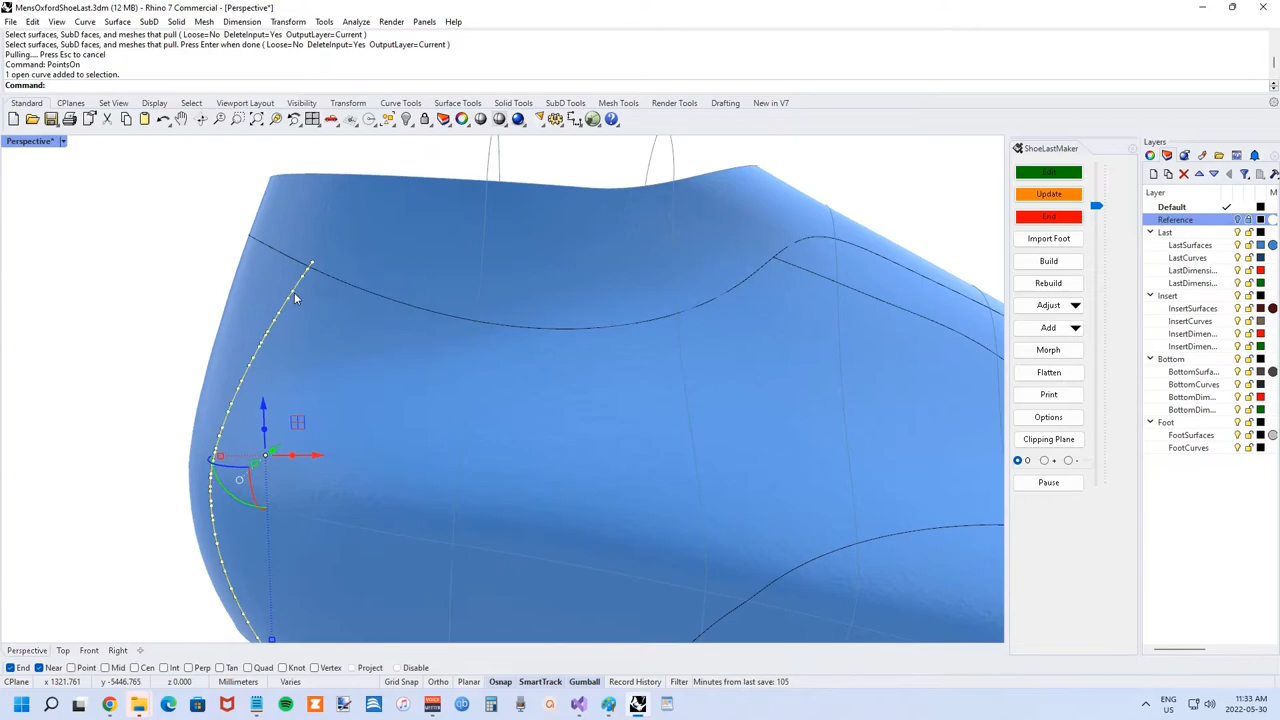 MensOxfordShoeLast.3dm (12 MB) - Rhino 7 Commercial - [Perspective*]
File Edit View Curve Surface SubD Solid Mesh Dimension Transform Tools Analyze Render Panels Help
Select surfaces, SubD faces, and meshes that pull ( Loose=No DeleteInput=Yes OutputLayer=Current )
Select surfaces, SubD faces, and meshes that pull. Press Enter when done ( Loose=No DeleteInput=Yes OutputLayer=Current )
Pulling.... Press Esc to cancel
Command: PointsOn
1 open curve added to selection.
Command:
Standard CPlanes Set View Display Select Viewport Layout Visibility Transform Curve Tools Surface Tools Solid Tools SubD Tools Mesh Tools Render Tools Drafting New in V7
Perspective*
ShoeLastMaker
Edit
Update
End
Import Foot
Build
Rebuild
Adjust
Add
Morph
Flatten
Print
Options
Clipping Plane
O + -
Pause
Layers
Layer M
Default
Reference
Last
LastSurfaces
LastCurves
LastDimensi...
LastDimensi...
Insert
InsertSurfaces
InsertCurves
InsertDimen...
InsertDimen...
Bottom
BottomSurfa...
BottomCurves
BottomDim...
BottomDim...
Foot
FootSurfaces
FootCurves
Perspective Top Front Right
End Near Point Mid Cen Int Perp Tan Quad Knot Vertex Project Disable
CPlane x 1321.761 y -5446.765 z 0.000 Millimeters Varies Grid Snap Ortho Planar Osnap SmartTrack Gumball Record History Filter Minutes from last save: 105
ENG
US
11:33 AM
2022-05-30